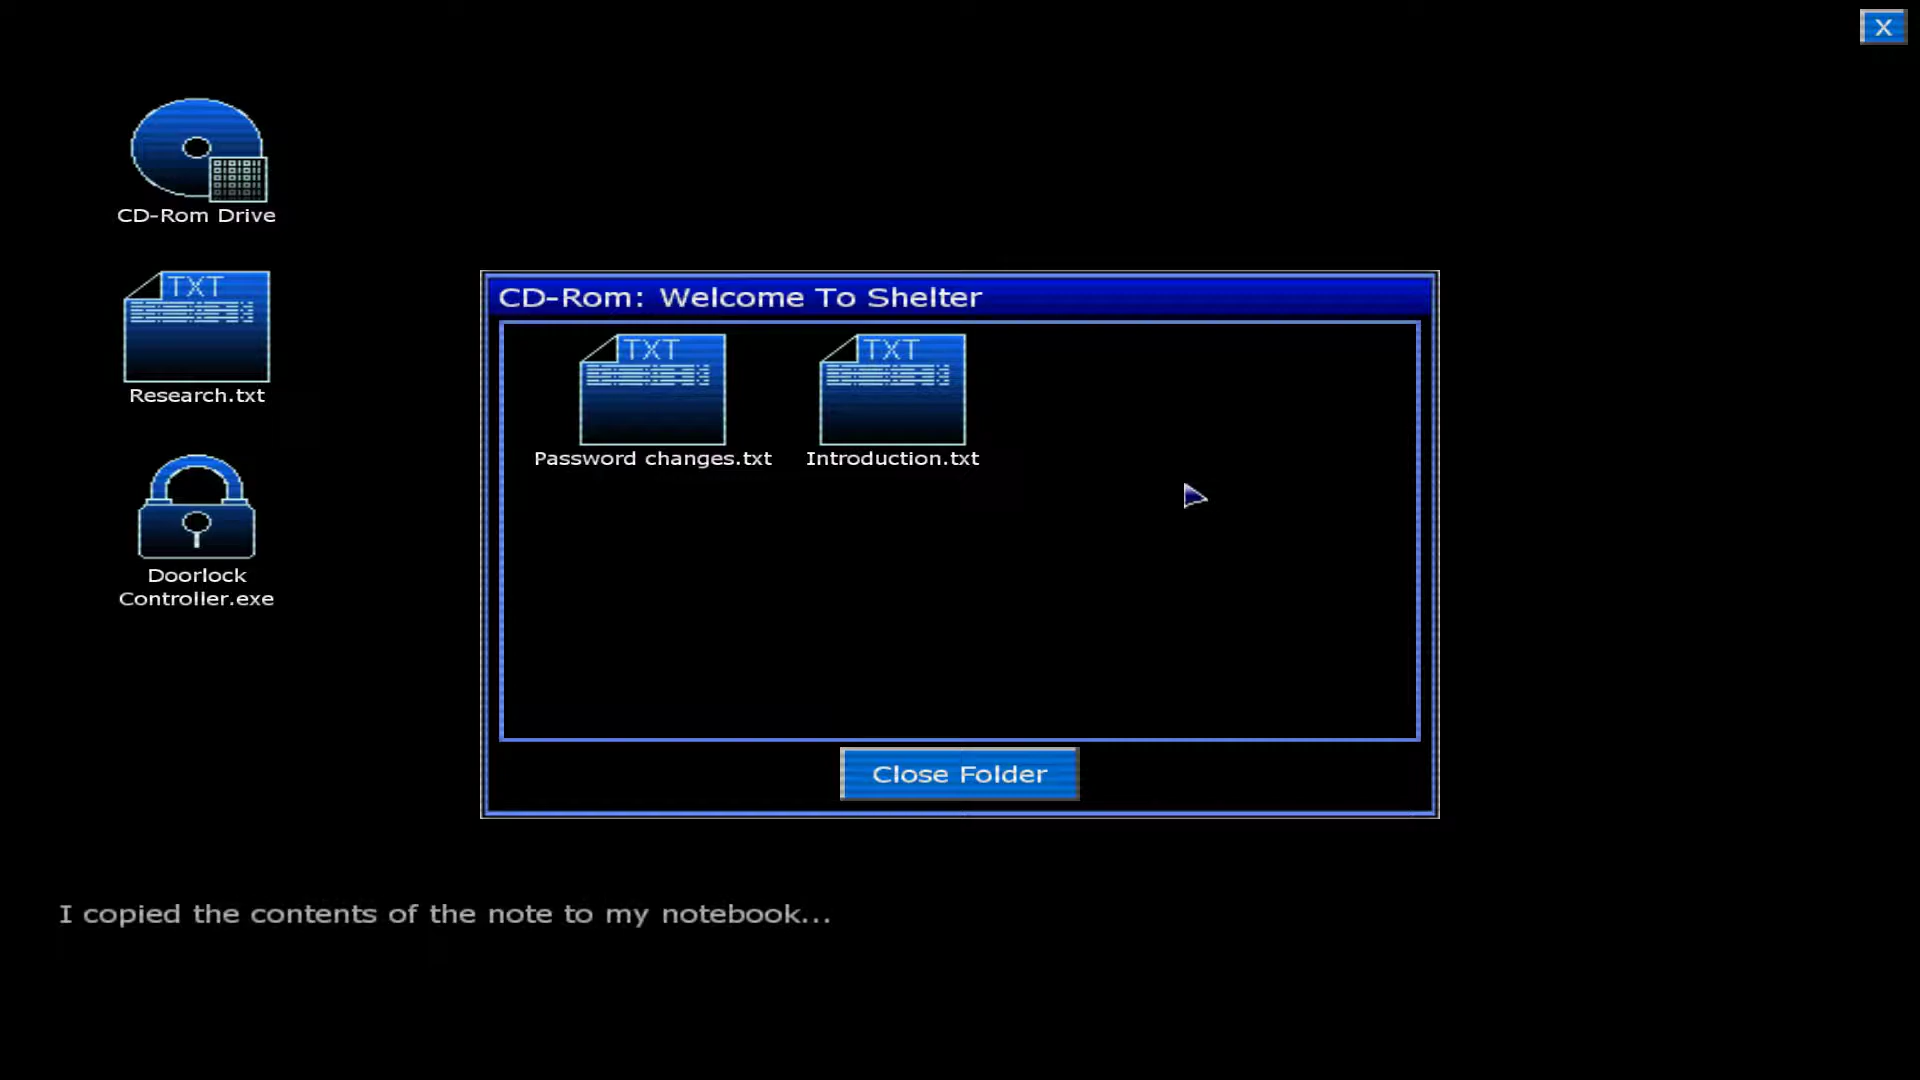 X
CD-Rom Drive
TXT
Research.txt
Doorlock
Controller.exe
CD-Rom: Welcome To Shelter
TXT
Password changes.txt
TXT
Introduction.txt
Close Folder
I copied the contents of the note to my notebook...